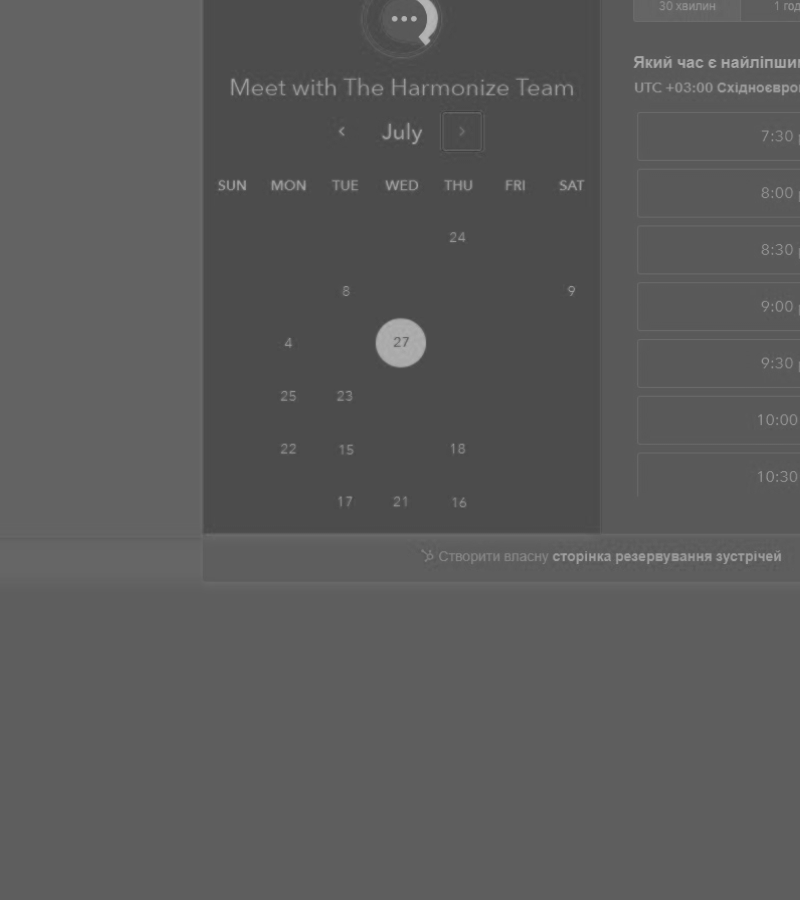 30 хвилин 1 год
Meet with The Harmonize Team
July
SUN MON TUE WED THU FRI SAT
24
8 9
4 27
25 23
22 15 18
17 21 16
Який час є найліпшим
UTC +03:00 Східноєвро
7:30
8:00
8:30
9:00
9:30
10:00
10:30
Створити власну сторінка резервування зустрічей